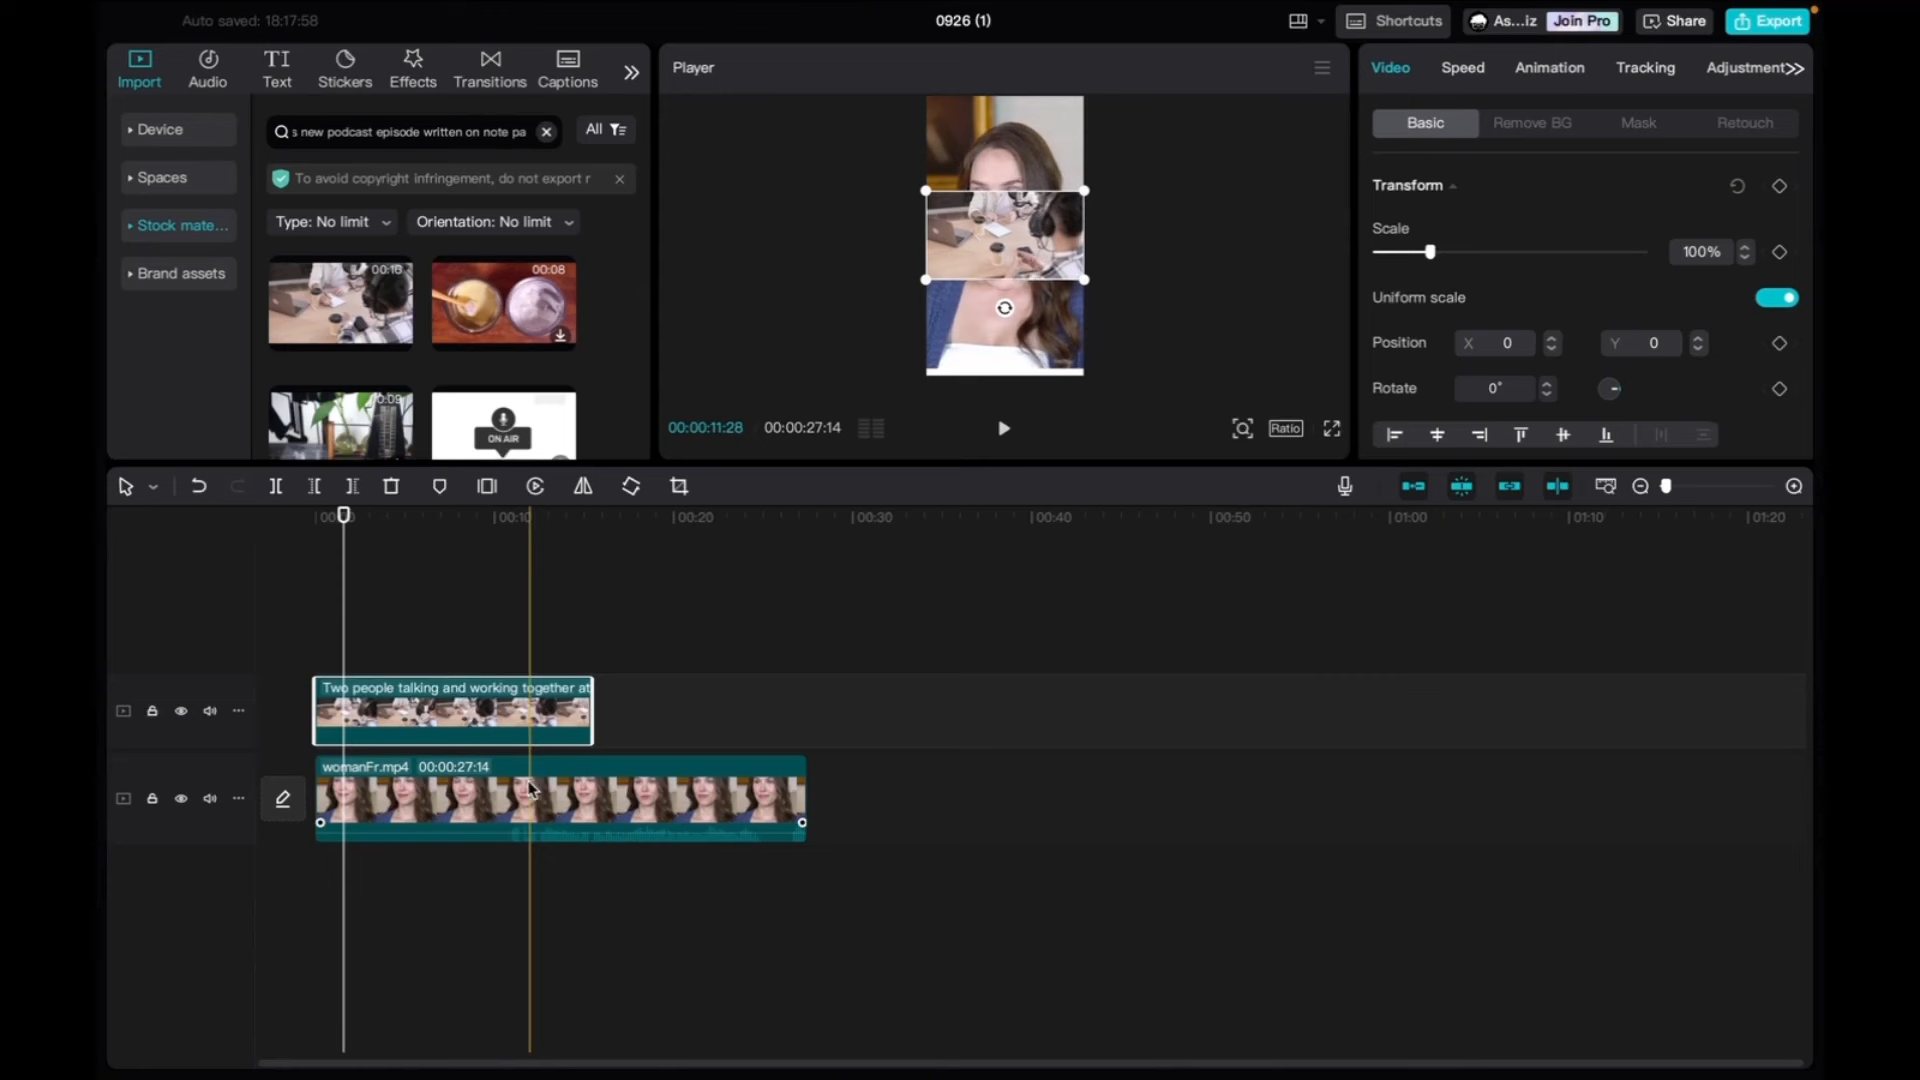 Auto saved: 18:17:58
0926 (1)
Shortcuts
As...iz
Join Pro
Share
Export
Import
Audio
TI
Text
Stickers
Effects
Transitions
Captions
Device
Spaces
Stock mate...
Brand assets
s new podcast episode written on note pa
All
To avoid copyright infringement, do not export r
Type: No limit
Orientation: No limit
00:16
00:08
00:09
ON AIR
Player
00:00:11:28
00:00:27:14
Ratio
Video
Speed
Animation
Tracking
Adjustment
Basic
Remove BG
Mask
Retouch
Transform
Scale
100%
Uniform scale
Position
X 0
Y 0
Rotate
0°
00:10
00:20
00:30
00:40
00:50
01:00
01:10
01:20
Two people talking and working together at
womanFr.mp4 00:00:27:14